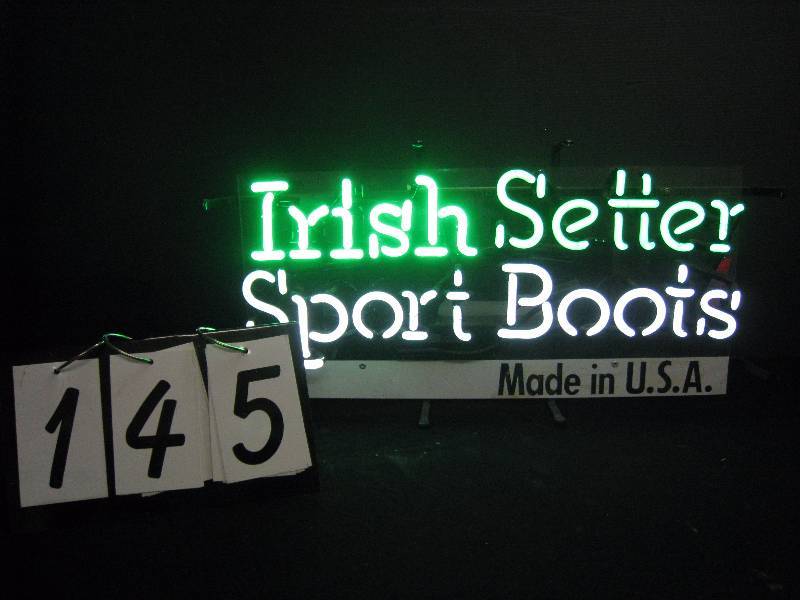 Irish Setter
Sport Boots
Made in U.S.A.
145